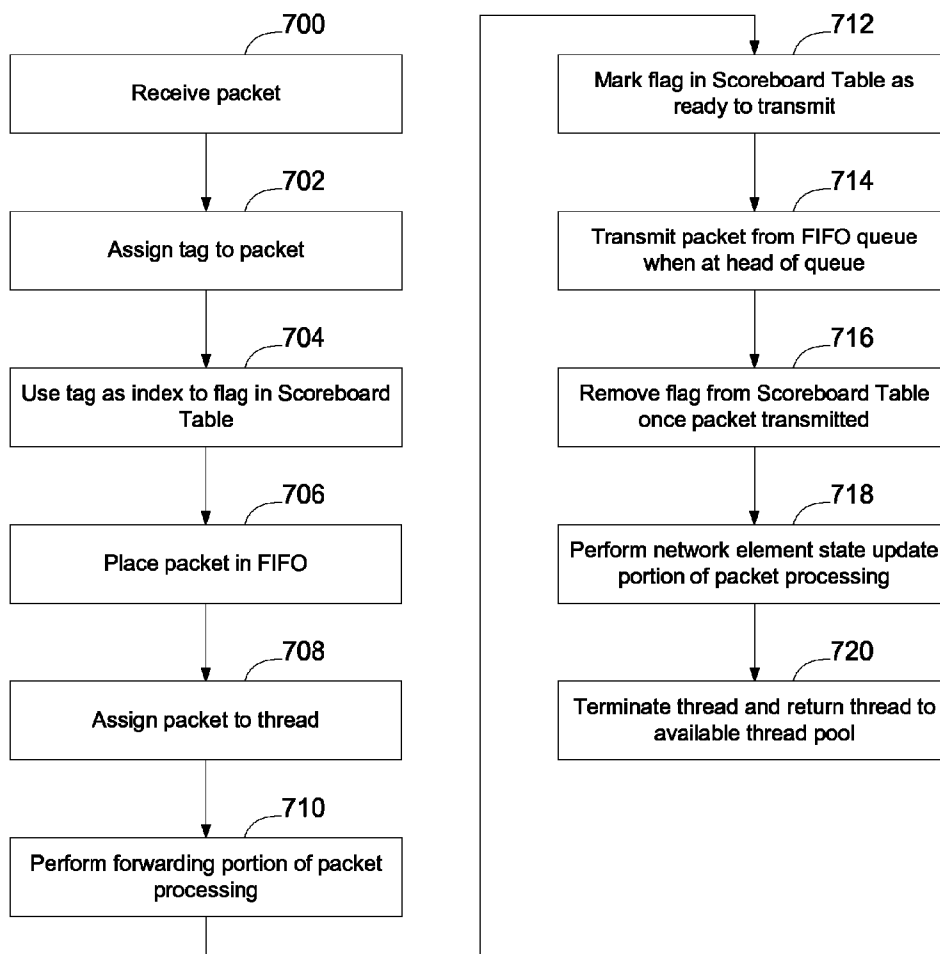 700
Receive packet
702
Assign tag to packet
704
Use tag as index to flag in Scoreboard
Table
706
Place packet in FIFO
708
Assign packet to thread
710
Perform forwarding portion of packet
processing
712
Mark flag in Scoreboard Table as
ready to transmit
714
Transmit packet from FIFO queue
when at head of queue
716
Remove flag from Scoreboard Table
once packet transmitted
718
Perform network element state update
portion of packet processing
720
Terminate thread and return thread to
available thread pool